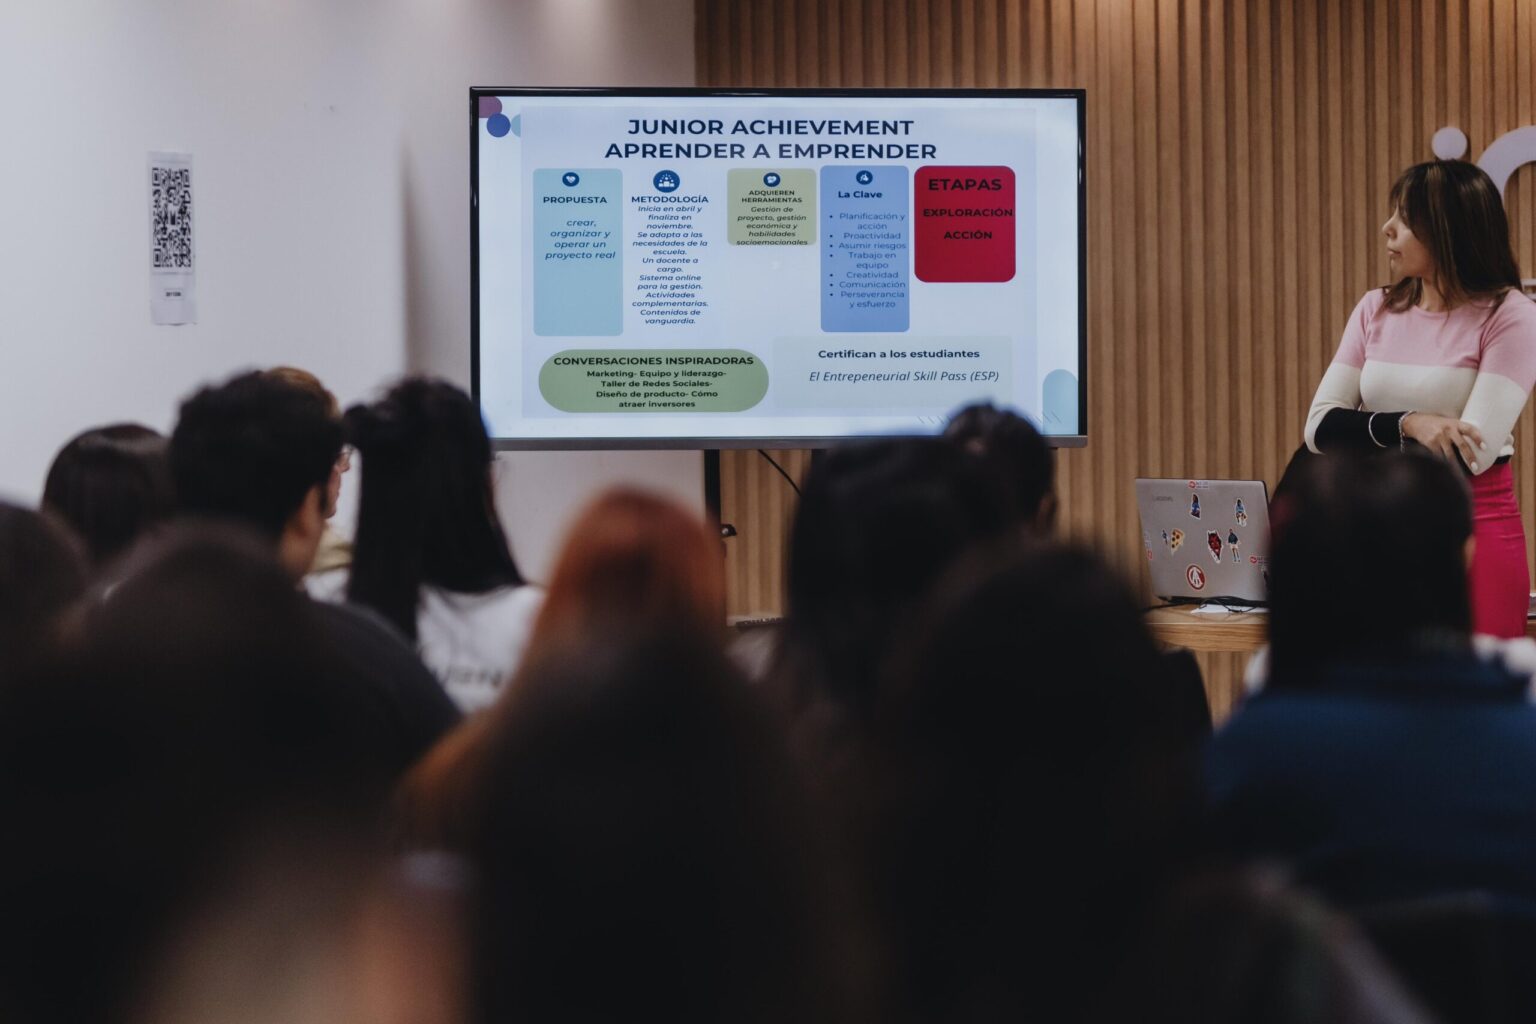 JUNIOR ACHIEVEMENT
APRENDER A EMPRENDER
PROPUESTA
crear,
organizar y
operar un
proyecto real
METODOLOGÍA
Inicia en abril y
finaliza en
noviembre.
Se adapta a las
necesidades de la
escuela.
Un docente a
cargo.
Sistema online
para la gestión.
Actividades
complementarias.
Contenidos de
vanguardia.
ADQUIEREN
HERRAMIENTAS
Gestión de
proyecto, gestión
económica y
habilidades
socioemocionales
La Clave
• Planificación y
acción
• Proactividad
• Asumir riesgos
• Trabajo en
equipo
• Creatividad
• Comunicación
• Perseverancia
y esfuerzo
ETAPAS
EXPLORACIÓN
ACCIÓN
CONVERSACIONES INSPIRADORAS
Marketing- Equipo y liderazgo-
Taller de Redes Sociales-
Diseño de producto- Cómo
atraer inversores
Certifican a los estudiantes
El Entrepeneurial Skill Pass (ESP)